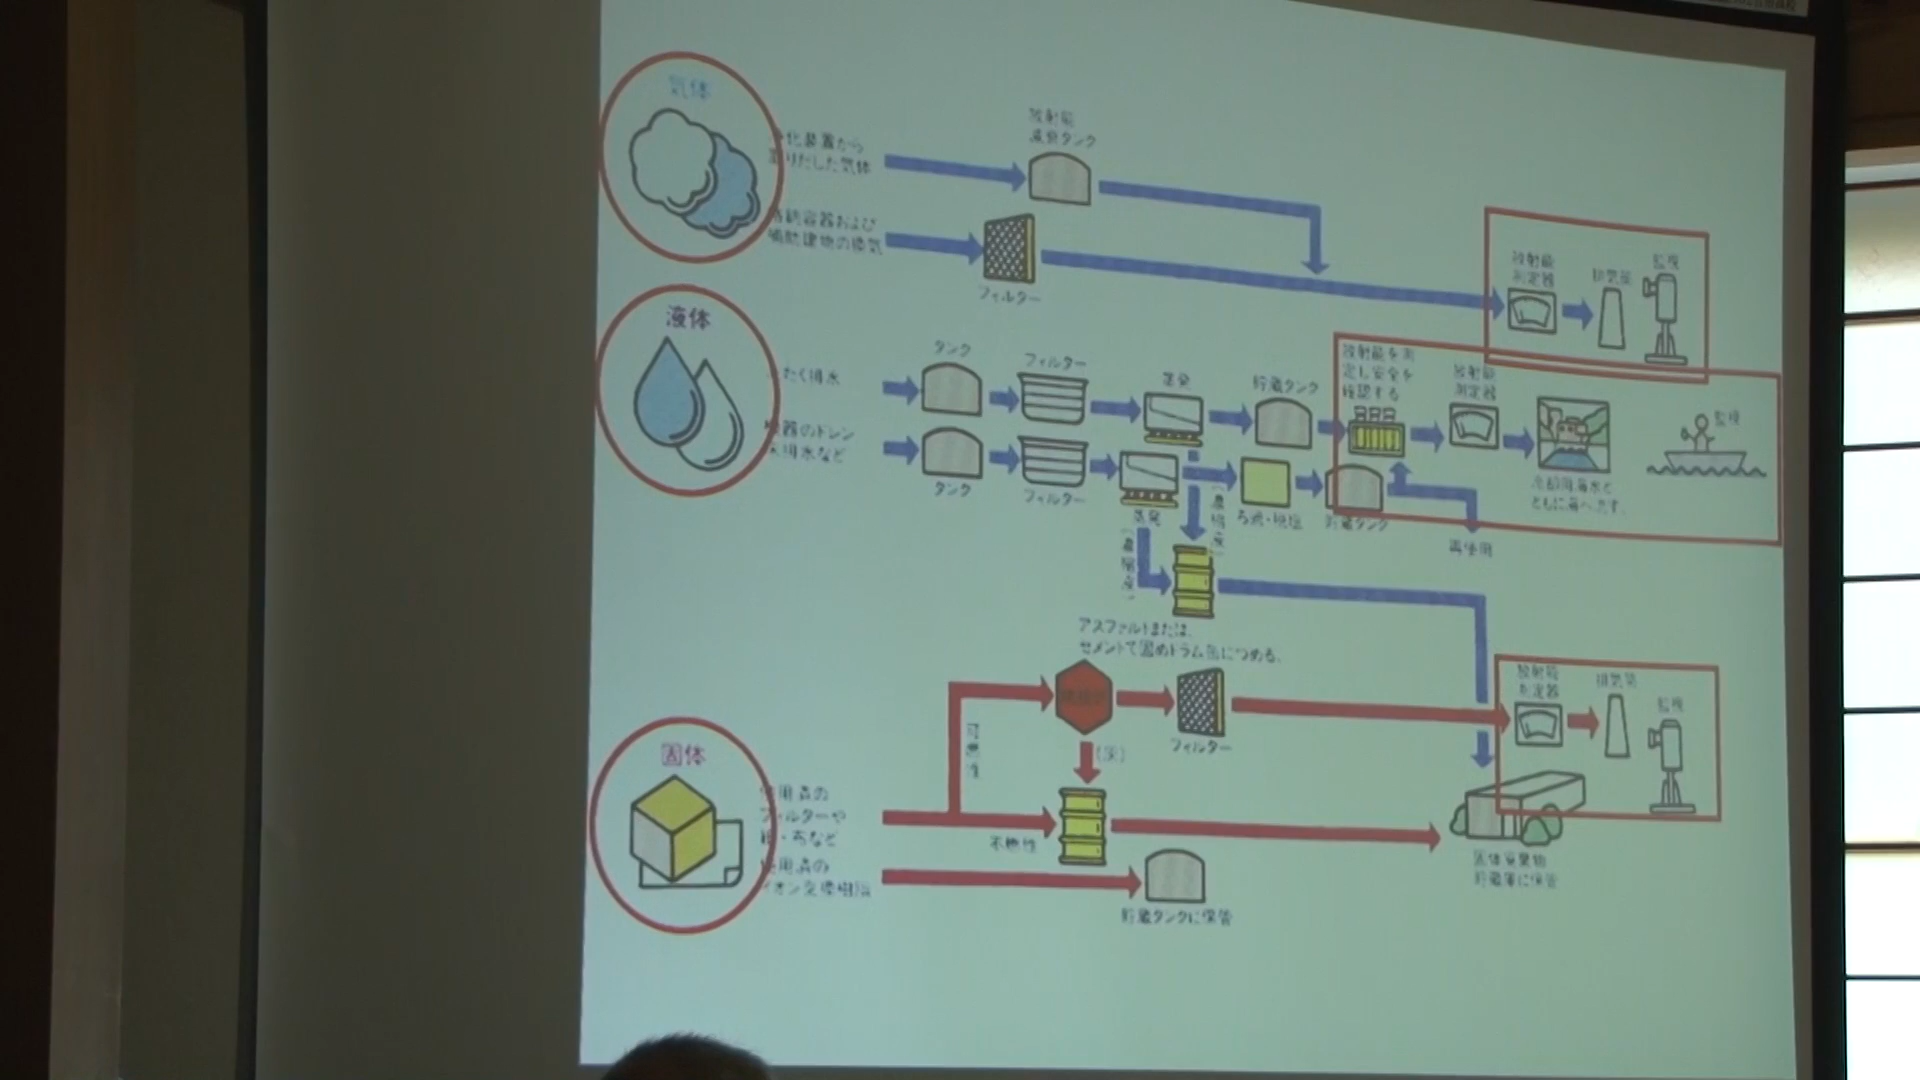 気体
化装置から
りだした気体
放射能
減衰タンク
容器および
補助建物の換気
フィルター
放射能
測定器
排気筒
監視
液体
たく排水
タンク
フィルター
蒸発
貯蔵タンク
放射能を測
定し安全を
確認する
放射能
測定器
監視
機器のドレン
排水など
タンク
フィルター
蒸発
ろ過・脱塩
貯蔵タンク
冷却用海水と
ともに海へ流す。
再使用
アスファルトまたは、
セメントで固めドラム缶につめる。
固体
使用済の
フィルターや
紙・布など
可燃性
(灰)
フィルター
放射能
測定器
排気筒
監視
不燃性
使用済の
イオン交換樹脂
貯蔵タンクに保管
固体廃棄物
貯蔵庫に保管